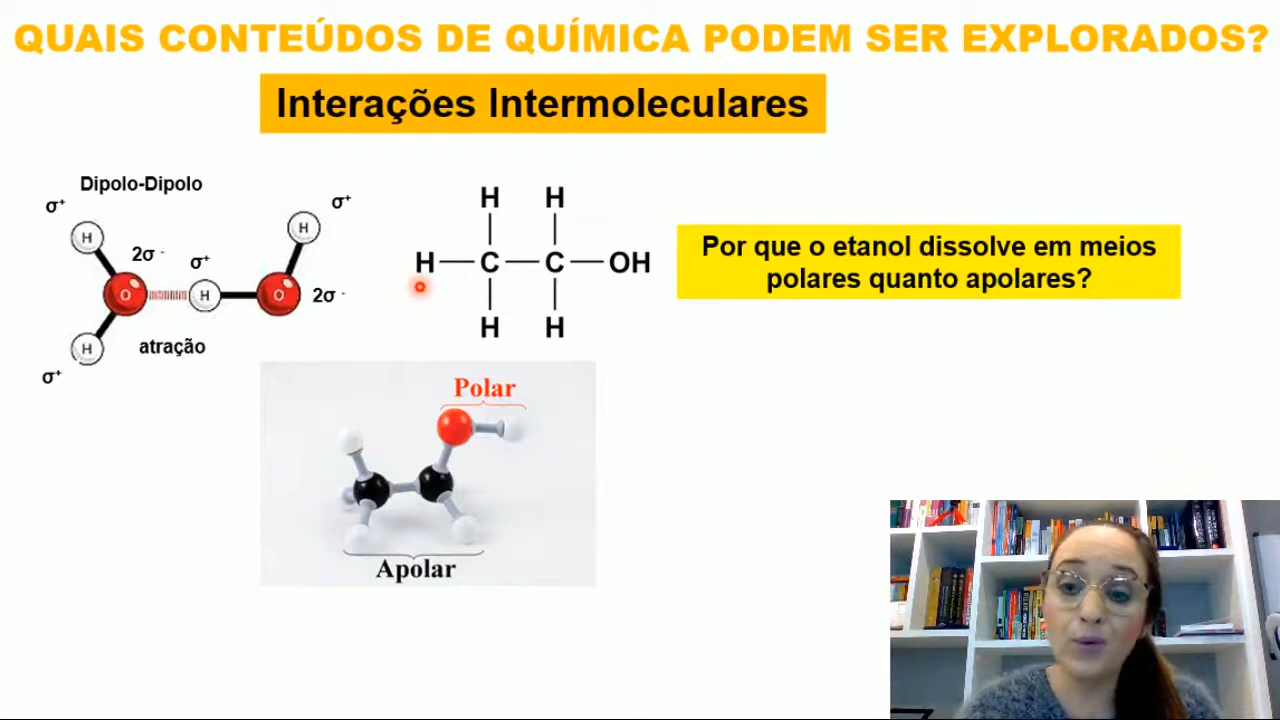 QUAIS CONTEÚDOS DE QUÍMICA PODEM SER EXPLORADOS?
Interações Intermoleculares
Dipolo-Dipolo
σ+
σ+
H
H
2σ -
σ+
O
H
O
2σ -
H
atração
σ+
H H
H C C OH
H H
Por que o etanol dissolve em meios
polares quanto apolares?
Polar
Apolar